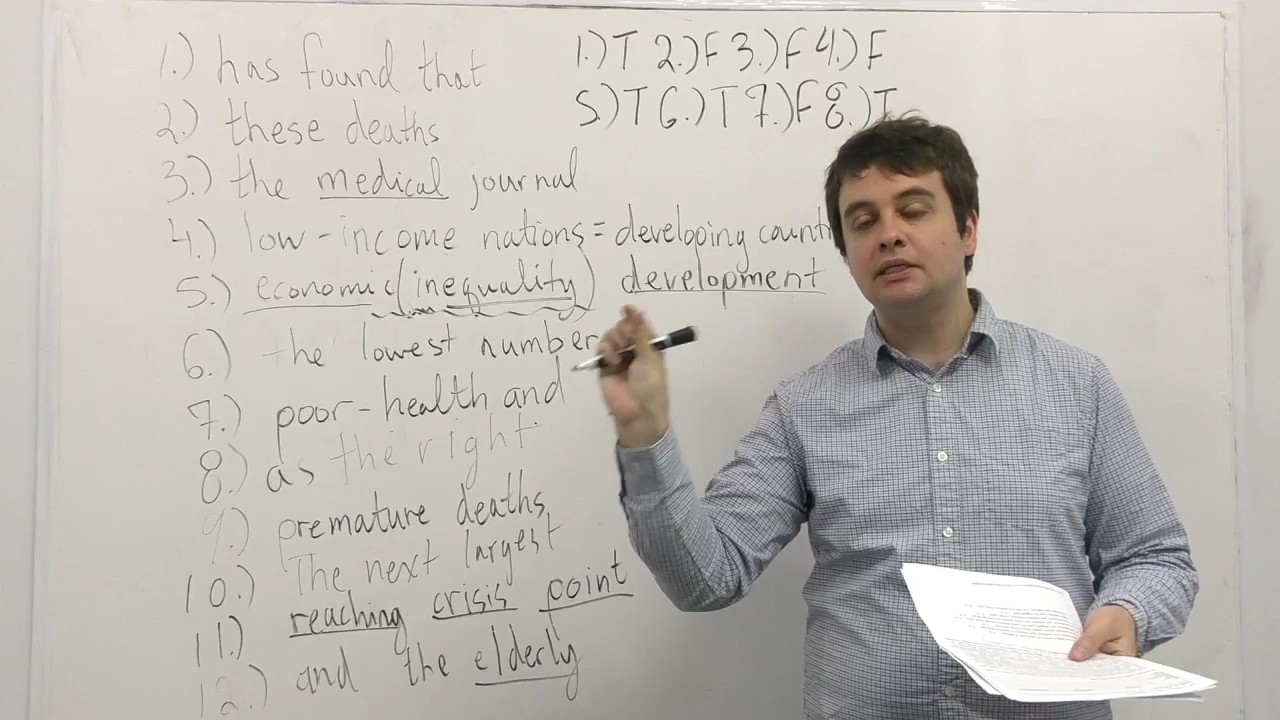 1.) has found that
2.) these deaths
3.) the medical journal
4.) low-income nations = developing countr
5.) economic (inequality) development
6.) the lowest number
7.) poor-health and
8.) as the right
9.) premature deaths
10.) The next largest
11.) reaching crisis point
12.) and the elderly
1.) T 2.) F 3.) F 4.) F
5.) T 6.) T 7.) F 8.) T